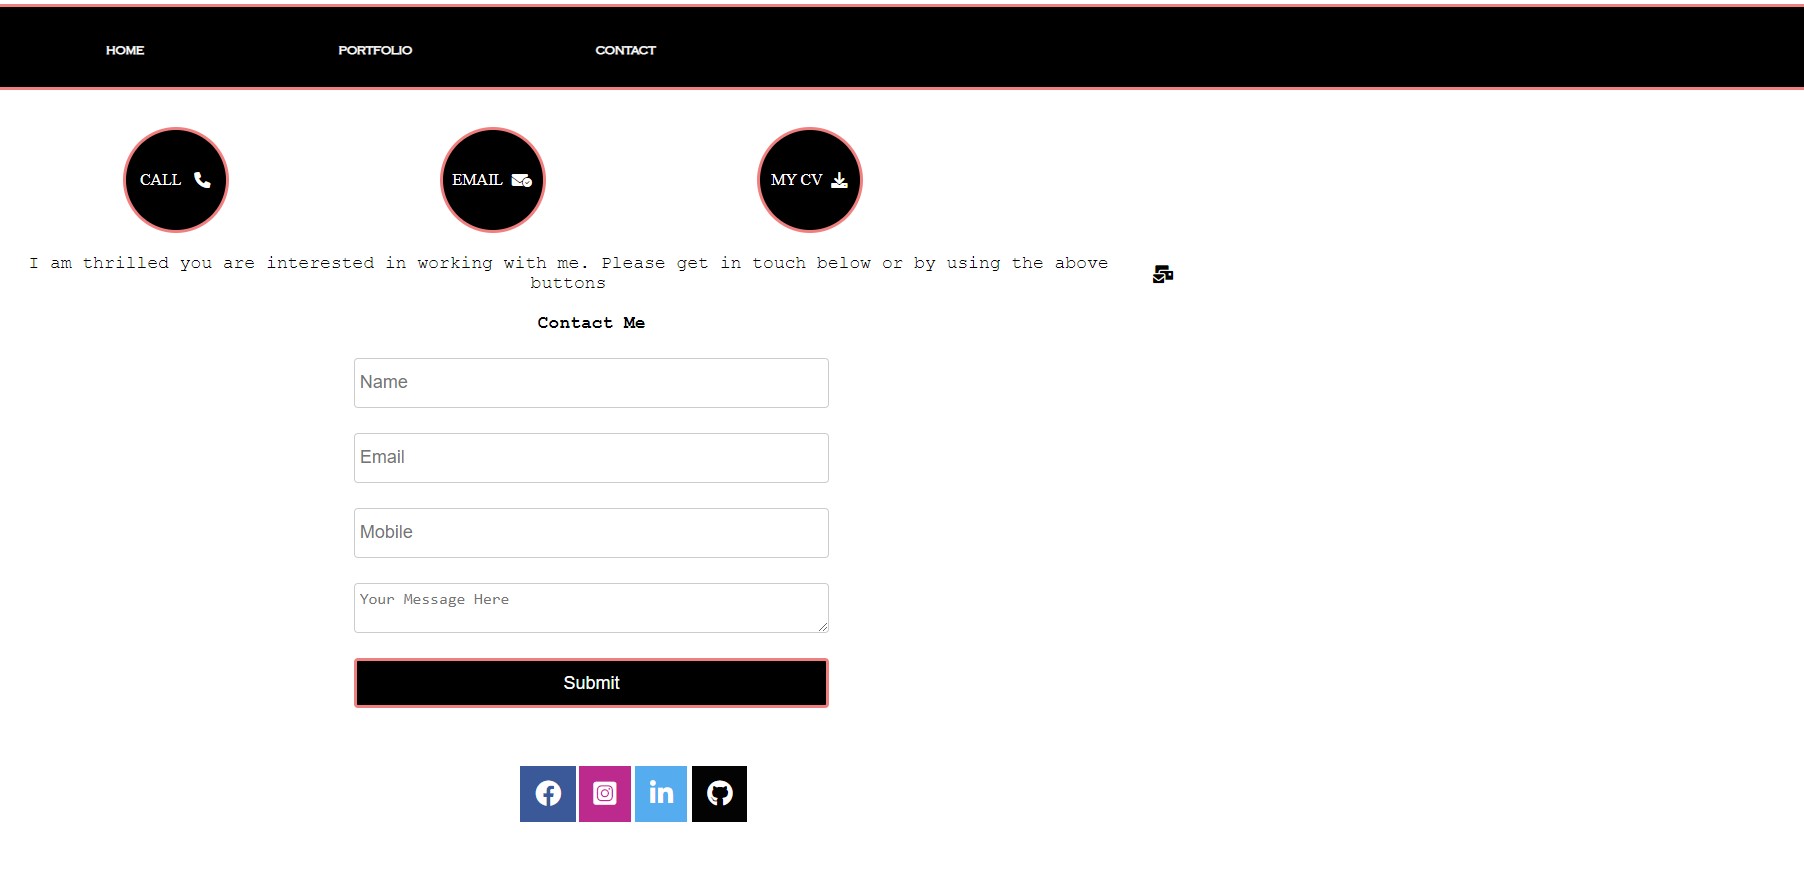 HOME PORTFOLIO CONTACT
CALL EMAIL MY CV
I am thrilled you are interested in working with me. Please get in touch below or by using the above
buttons
Contact Me
Name
Email
Mobile
Your Message Here
Submit
in